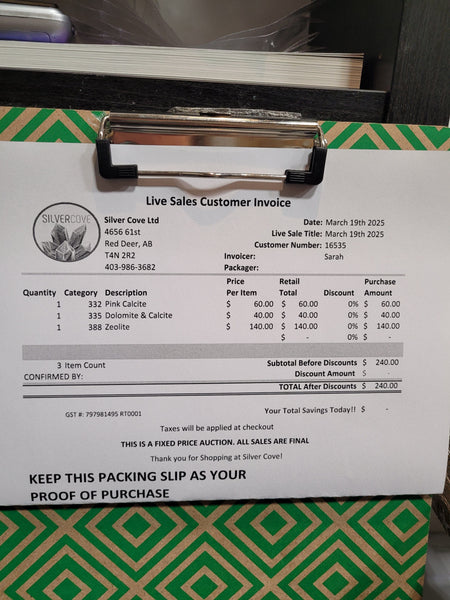 Live Sales Customer Invoice
SILVERCOVE
Silver Cove Ltd
4656 61st
Red Deer, AB
T4N 2R2
403-986-3682
Date: March 19th 2025
Live Sale Title: March 19th 2025
Customer Number: 16535
Invoicer: Sarah
Packager:
Quantity Category Description Price Per Item Retail Total Discount Purchase Amount
1 332 Pink Calcite $ 60.00 $ 60.00 0% $ 60.00
1 335 Dolomite & Calcite $ 40.00 $ 40.00 0% $ 40.00
1 388 Zeolite $ 140.00 $ 140.00 0% $ 140.00
$ - 0% $ -
3 Item Count Subtotal Before Discounts $ 240.00
CONFIRMED BY: Discount Amount $ -
TOTAL After Discounts $ 240.00
GST #: 797981495 RT0001 Your Total Savings Today!! $ -
Taxes will be applied at checkout
THIS IS A FIXED PRICE AUCTION. ALL SALES ARE FINAL
Thank you for Shopping at Silver Cove!
KEEP THIS PACKING SLIP AS YOUR
PROOF OF PURCHASE